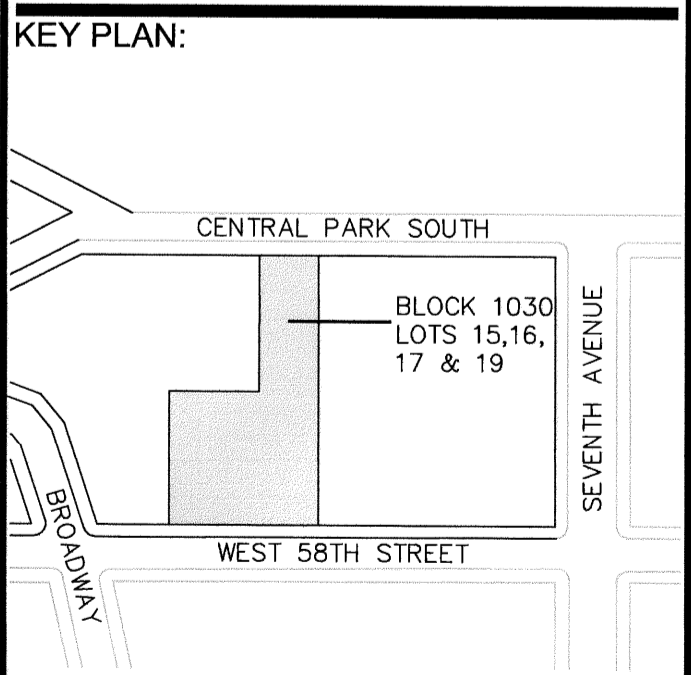 KEY PLAN:
CENTRAL PARK SOUTH
BLOCK 1030
LOTS 15,16,
17 & 19
SEVENTH AVENUE
BROADWAY
WEST 58TH STREET